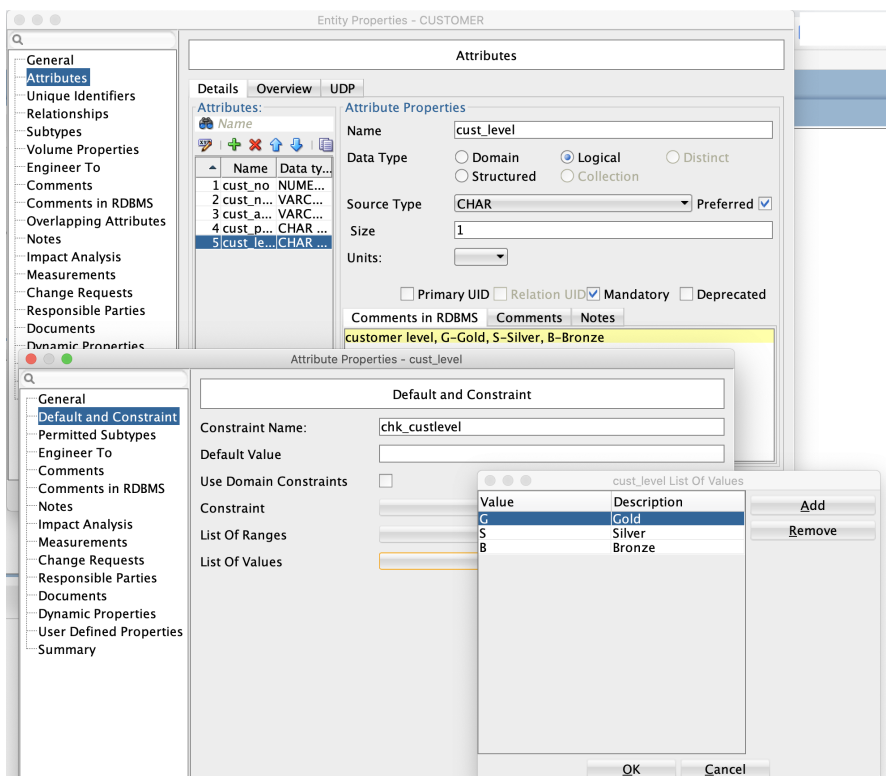 Entity Properties - CUSTOMER
General
Attributes
Unique Identifiers
Relationships
Subtypes
Volume Properties
Engineer To
Comments
Comments in RDBMS
Overlapping Attributes
Notes
Impact Analysis
Measurements
Change Requests
Responsible Parties
Documents
Dynamic Properties
Attributes
Details Overview UDP
Attributes:
Name
Name Data ty...
1 cust_no NUME...
2 cust_n... VARC...
3 cust_a... VARC...
4 cust_p... CHAR ...
5 cust_le... CHAR ...
Attribute Properties
Name cust_level
Data Type Domain Logical Distinct
Structured Collection
Source Type CHAR Preferred
Size 1
Units:
Primary UID Relation UID Mandatory Deprecated
Comments in RDBMS Comments Notes
customer level, G-Gold, S-Silver, B-Bronze
Attribute Properties - cust_level
General
Default and Constraint
Permitted Subtypes
Engineer To
Comments
Comments in RDBMS
Notes
Impact Analysis
Measurements
Change Requests
Responsible Parties
Documents
Dynamic Properties
User Defined Properties
Summary
Default and Constraint
Constraint Name: chk_custlevel
Default Value
Use Domain Constraints
Constraint
List Of Ranges
List Of Values
cust_level List Of Values
Value Description
G Gold
S Silver
B Bronze
Add
Remove
OK Cancel